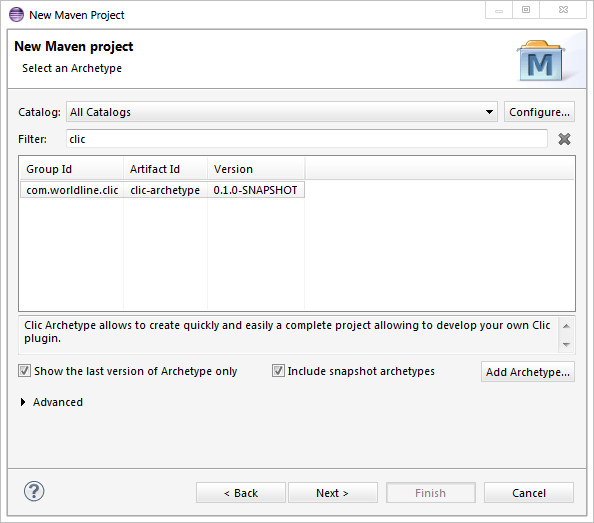 New Maven Project
New Maven project
Select an Archetype
M
Catalog: All Catalogs Configure...
Filter: clic
Group Id Artifact Id Version
com.worldline.clic clic-archetype 0.1.0-SNAPSHOT
Clic Archetype allows to create quickly and easily a complete project allowing to develop your own Clic
plugin.
Show the last version of Archetype only Include snapshot archetypes Add Archetype...
Advanced
? < Back Next > Finish Cancel